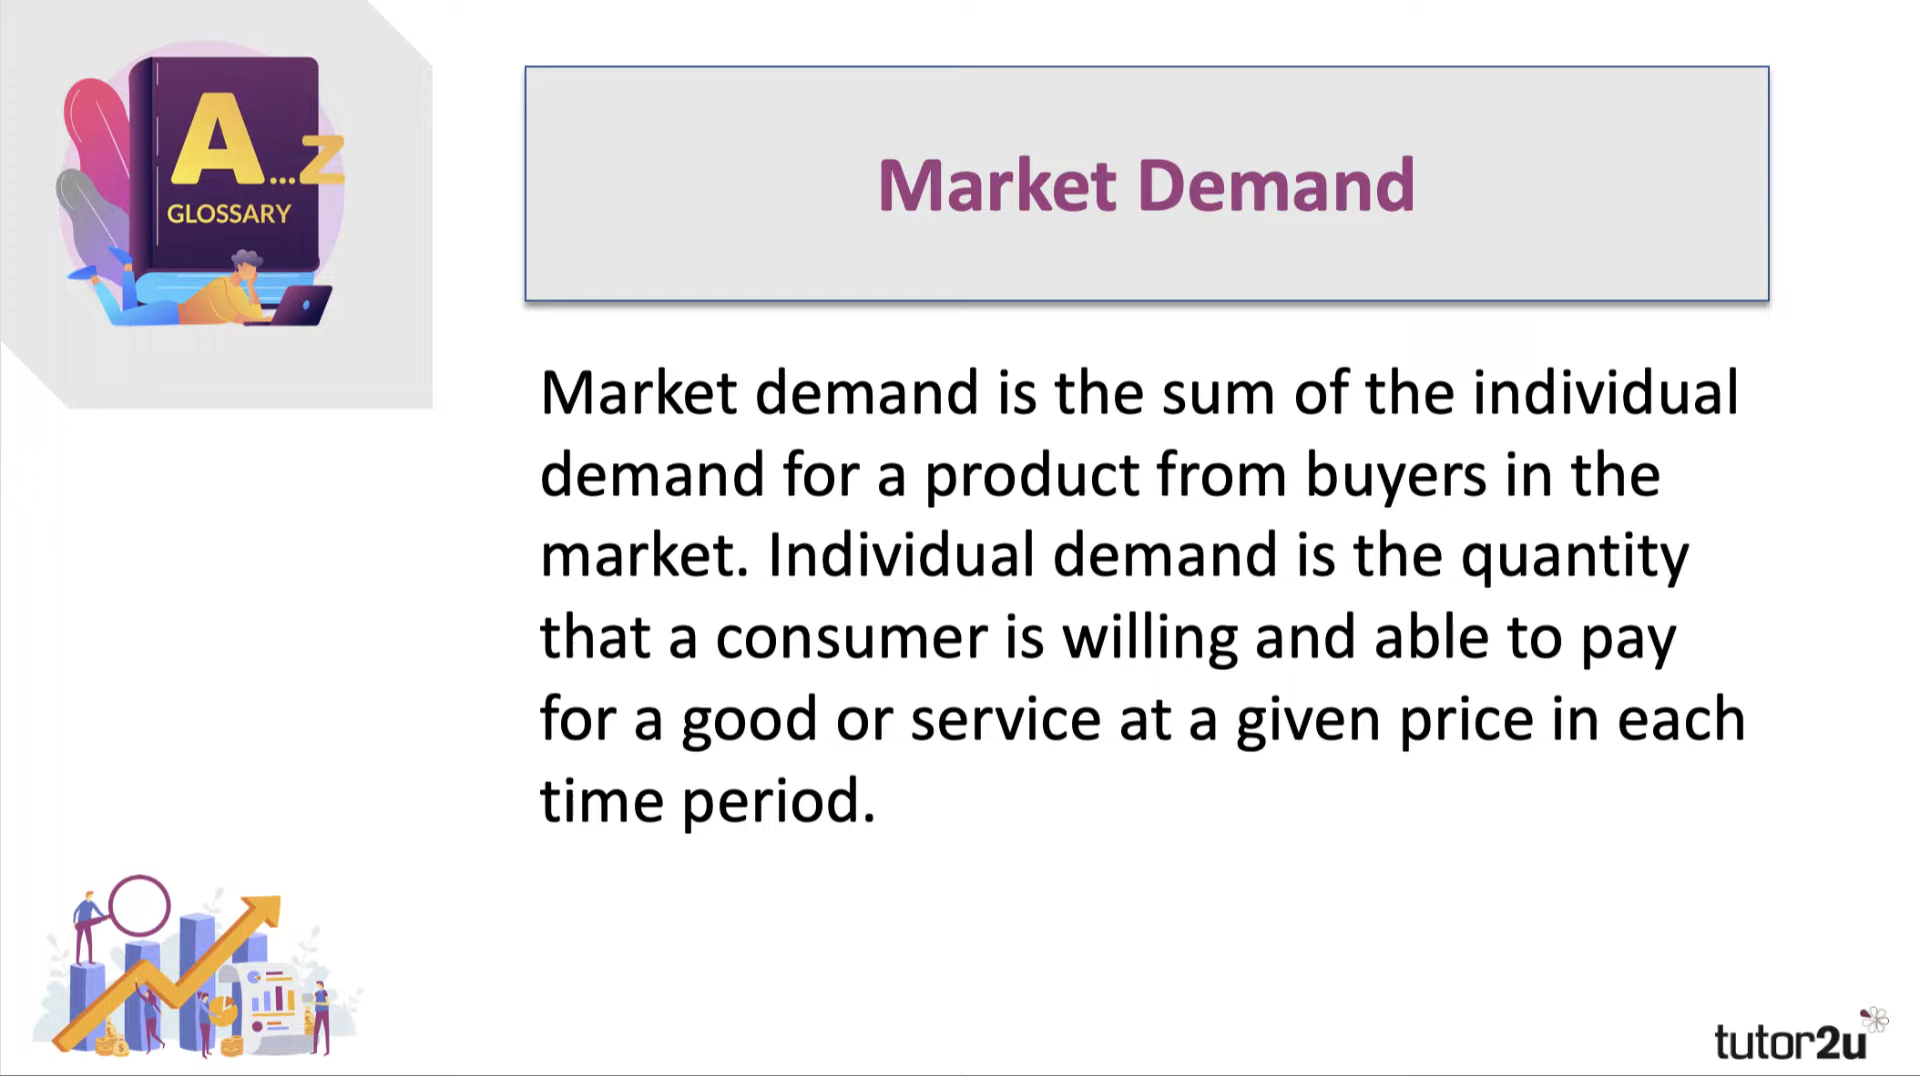 A...Z
GLOSSARY
Market Demand
Market demand is the sum of the individual
demand for a product from buyers in the
market. Individual demand is the quantity
that a consumer is willing and able to pay
for a good or service at a given price in each
time period.
tutor2u